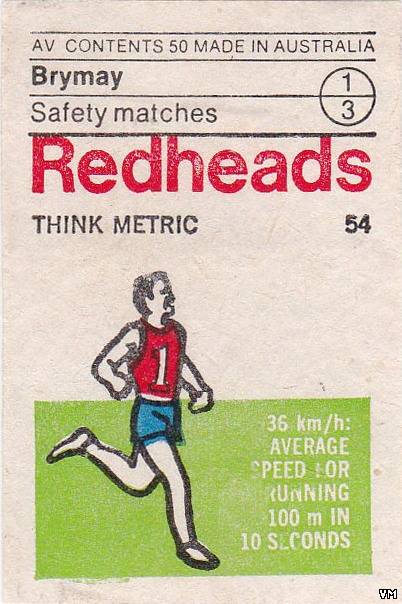 AV CONTENTS 50 MADE IN AUSTRALIA
Brymay
1
3
Safety matches
Redheads
THINK METRIC 54
1
36 km/h:
AVERAGE
SPEED FOR
RUNNING
100 m IN
10 SECONDS
VM